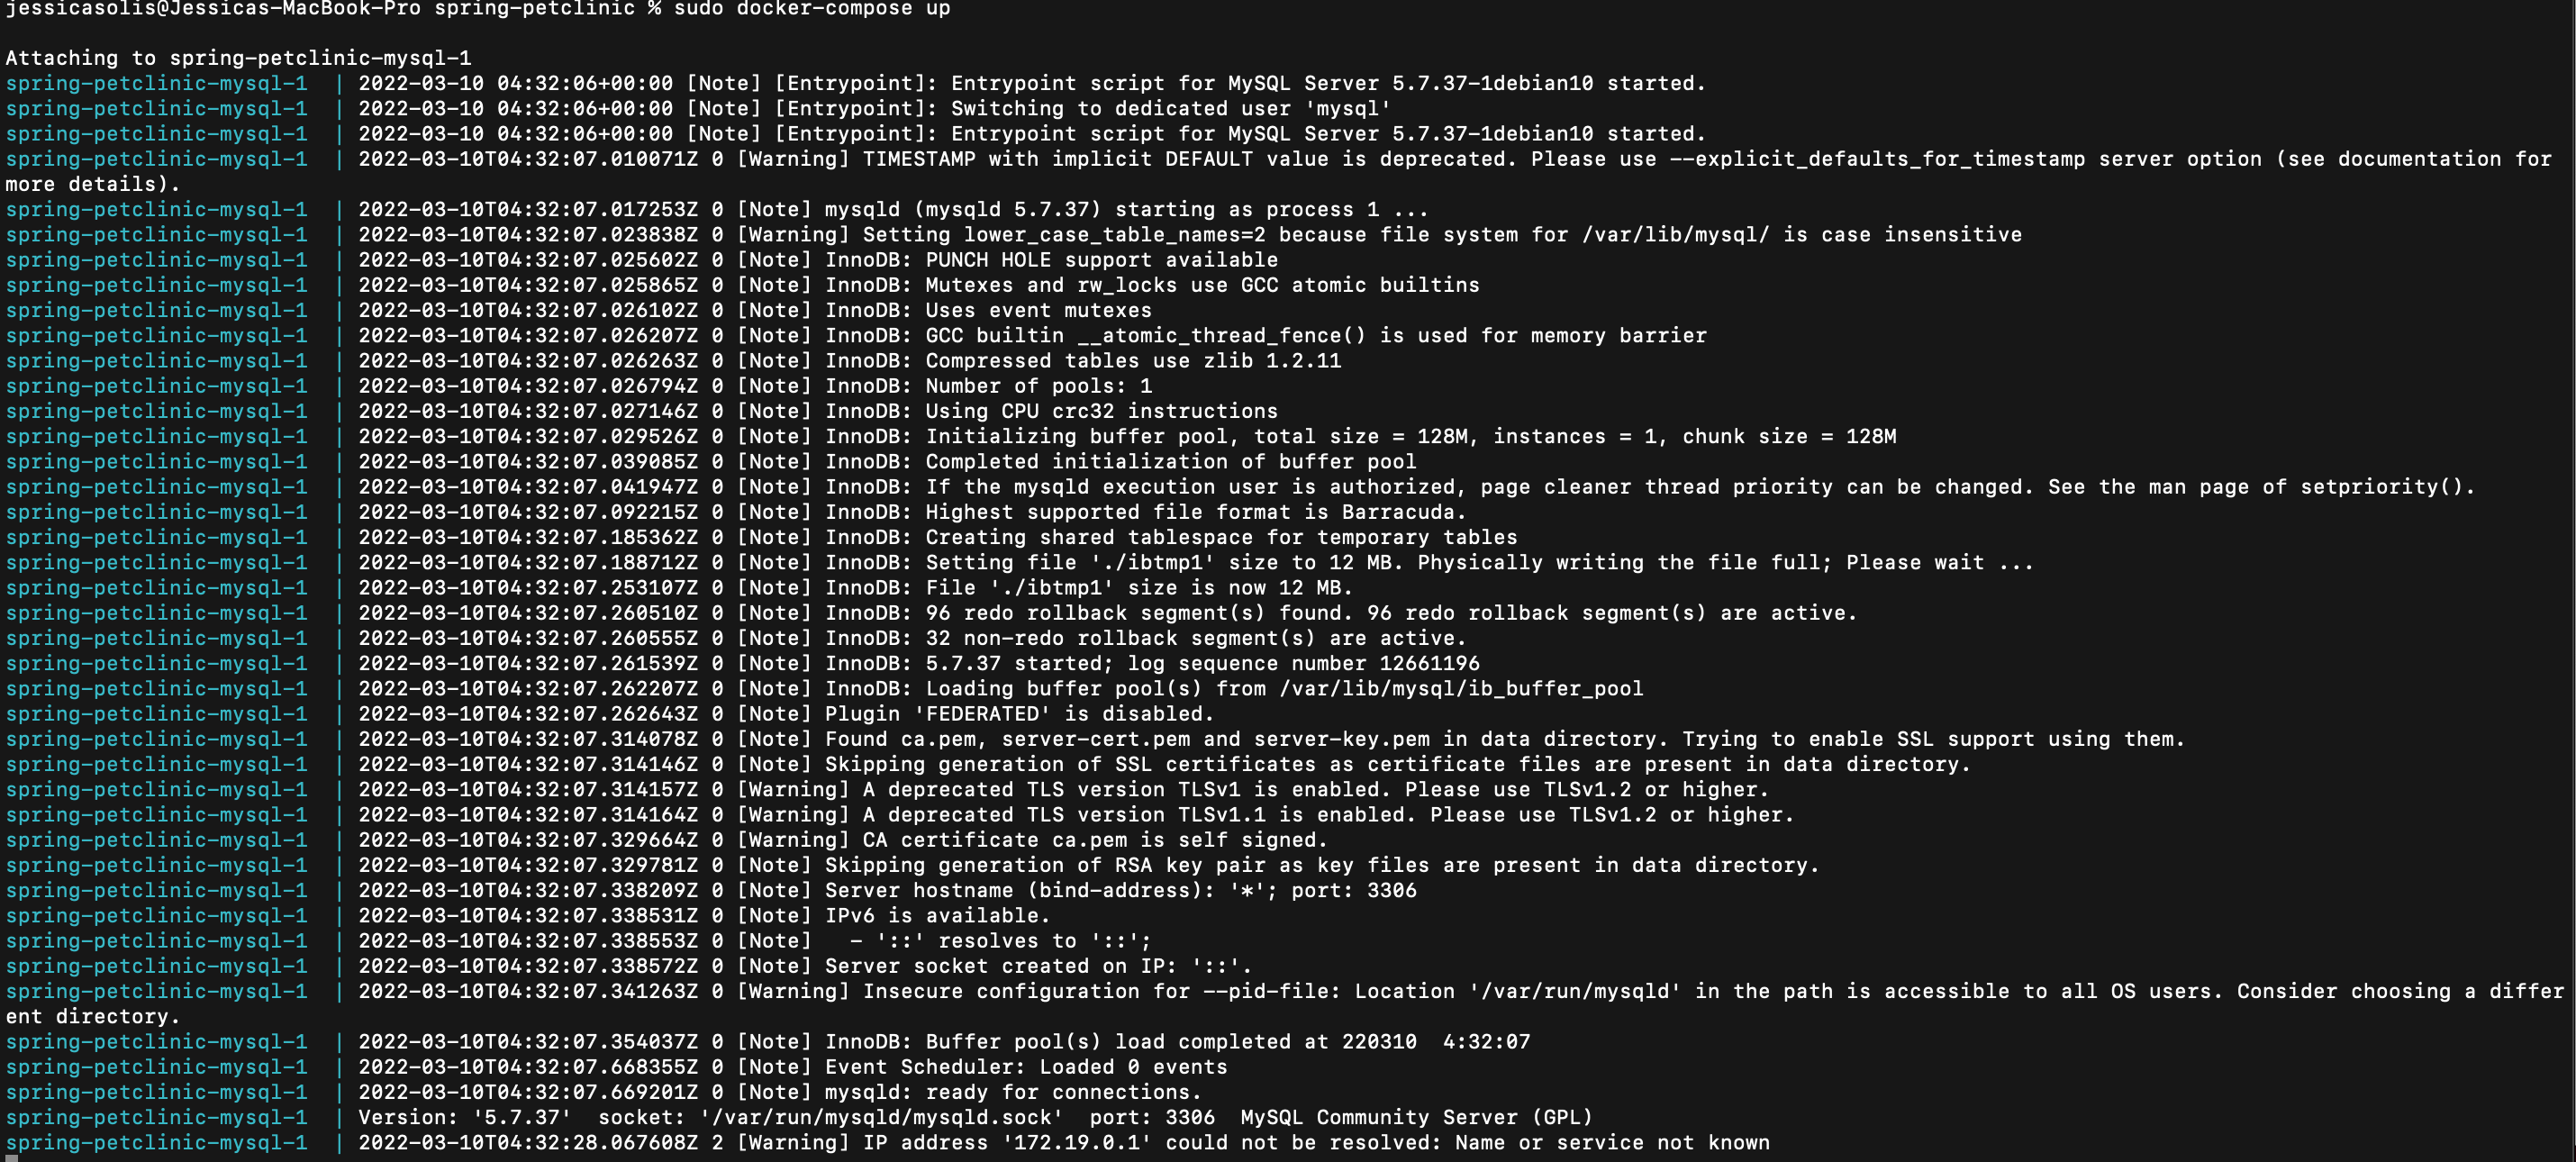 jessicasolis@Jessicas-MacBook-Pro spring-petclinic % sudo docker-compose up
Attaching to spring-petclinic-mysql-1
spring-petclinic-mysql-1  | 2022-03-10 04:32:06+00:00 [Note] [Entrypoint]: Entrypoint script for MySQL Server 5.7.37-1debian10 started.
spring-petclinic-mysql-1  | 2022-03-10 04:32:06+00:00 [Note] [Entrypoint]: Switching to dedicated user 'mysql'
spring-petclinic-mysql-1  | 2022-03-10 04:32:06+00:00 [Note] [Entrypoint]: Entrypoint script for MySQL Server 5.7.37-1debian10 started.
spring-petclinic-mysql-1  | 2022-03-10T04:32:07.010071Z 0 [Warning] TIMESTAMP with implicit DEFAULT value is deprecated. Please use --explicit_defaults_for_timestamp server option (see documentation for
more details).
spring-petclinic-mysql-1  | 2022-03-10T04:32:07.017253Z 0 [Note] mysqld (mysqld 5.7.37) starting as process 1 ...
spring-petclinic-mysql-1  | 2022-03-10T04:32:07.023838Z 0 [Warning] Setting lower_case_table_names=2 because file system for /var/lib/mysql/ is case insensitive
spring-petclinic-mysql-1  | 2022-03-10T04:32:07.025602Z 0 [Note] InnoDB: PUNCH HOLE support available
spring-petclinic-mysql-1  | 2022-03-10T04:32:07.025865Z 0 [Note] InnoDB: Mutexes and rw_locks use GCC atomic builtins
spring-petclinic-mysql-1  | 2022-03-10T04:32:07.026102Z 0 [Note] InnoDB: Uses event mutexes
spring-petclinic-mysql-1  | 2022-03-10T04:32:07.026207Z 0 [Note] InnoDB: GCC builtin __atomic_thread_fence() is used for memory barrier
spring-petclinic-mysql-1  | 2022-03-10T04:32:07.026263Z 0 [Note] InnoDB: Compressed tables use zlib 1.2.11
spring-petclinic-mysql-1  | 2022-03-10T04:32:07.026794Z 0 [Note] InnoDB: Number of pools: 1
spring-petclinic-mysql-1  | 2022-03-10T04:32:07.027146Z 0 [Note] InnoDB: Using CPU crc32 instructions
spring-petclinic-mysql-1  | 2022-03-10T04:32:07.029526Z 0 [Note] InnoDB: Initializing buffer pool, total size = 128M, instances = 1, chunk size = 128M
spring-petclinic-mysql-1  | 2022-03-10T04:32:07.039085Z 0 [Note] InnoDB: Completed initialization of buffer pool
spring-petclinic-mysql-1  | 2022-03-10T04:32:07.041947Z 0 [Note] InnoDB: If the mysqld execution user is authorized, page cleaner thread priority can be changed. See the man page of setpriority().
spring-petclinic-mysql-1  | 2022-03-10T04:32:07.092215Z 0 [Note] InnoDB: Highest supported file format is Barracuda.
spring-petclinic-mysql-1  | 2022-03-10T04:32:07.185362Z 0 [Note] InnoDB: Creating shared tablespace for temporary tables
spring-petclinic-mysql-1  | 2022-03-10T04:32:07.188712Z 0 [Note] InnoDB: Setting file './ibtmp1' size to 12 MB. Physically writing the file full; Please wait ...
spring-petclinic-mysql-1  | 2022-03-10T04:32:07.253107Z 0 [Note] InnoDB: File './ibtmp1' size is now 12 MB.
spring-petclinic-mysql-1  | 2022-03-10T04:32:07.260510Z 0 [Note] InnoDB: 96 redo rollback segment(s) found. 96 redo rollback segment(s) are active.
spring-petclinic-mysql-1  | 2022-03-10T04:32:07.260555Z 0 [Note] InnoDB: 32 non-redo rollback segment(s) are active.
spring-petclinic-mysql-1  | 2022-03-10T04:32:07.261539Z 0 [Note] InnoDB: 5.7.37 started; log sequence number 12661196
spring-petclinic-mysql-1  | 2022-03-10T04:32:07.262207Z 0 [Note] InnoDB: Loading buffer pool(s) from /var/lib/mysql/ib_buffer_pool
spring-petclinic-mysql-1  | 2022-03-10T04:32:07.262643Z 0 [Note] Plugin 'FEDERATED' is disabled.
spring-petclinic-mysql-1  | 2022-03-10T04:32:07.314078Z 0 [Note] Found ca.pem, server-cert.pem and server-key.pem in data directory. Trying to enable SSL support using them.
spring-petclinic-mysql-1  | 2022-03-10T04:32:07.314146Z 0 [Note] Skipping generation of SSL certificates as certificate files are present in data directory.
spring-petclinic-mysql-1  | 2022-03-10T04:32:07.314157Z 0 [Warning] A deprecated TLS version TLSv1 is enabled. Please use TLSv1.2 or higher.
spring-petclinic-mysql-1  | 2022-03-10T04:32:07.314164Z 0 [Warning] A deprecated TLS version TLSv1.1 is enabled. Please use TLSv1.2 or higher.
spring-petclinic-mysql-1  | 2022-03-10T04:32:07.329664Z 0 [Warning] CA certificate ca.pem is self signed.
spring-petclinic-mysql-1  | 2022-03-10T04:32:07.329781Z 0 [Note] Skipping generation of RSA key pair as key files are present in data directory.
spring-petclinic-mysql-1  | 2022-03-10T04:32:07.338209Z 0 [Note] Server hostname (bind-address): '*'; port: 3306
spring-petclinic-mysql-1  | 2022-03-10T04:32:07.338531Z 0 [Note] IPv6 is available.
spring-petclinic-mysql-1  | 2022-03-10T04:32:07.338553Z 0 [Note]   - '::' resolves to '::';
spring-petclinic-mysql-1  | 2022-03-10T04:32:07.338572Z 0 [Note] Server socket created on IP: '::'.
spring-petclinic-mysql-1  | 2022-03-10T04:32:07.341263Z 0 [Warning] Insecure configuration for --pid-file: Location '/var/run/mysqld' in the path is accessible to all OS users. Consider choosing a differ
ent directory.
spring-petclinic-mysql-1  | 2022-03-10T04:32:07.354037Z 0 [Note] InnoDB: Buffer pool(s) load completed at 220310  4:32:07
spring-petclinic-mysql-1  | 2022-03-10T04:32:07.668355Z 0 [Note] Event Scheduler: Loaded 0 events
spring-petclinic-mysql-1  | 2022-03-10T04:32:07.669201Z 0 [Note] mysqld: ready for connections.
spring-petclinic-mysql-1  | Version: '5.7.37'  socket: '/var/run/mysqld/mysqld.sock'  port: 3306  MySQL Community Server (GPL)
spring-petclinic-mysql-1  | 2022-03-10T04:32:28.067608Z 2 [Warning] IP address '172.19.0.1' could not be resolved: Name or service not known